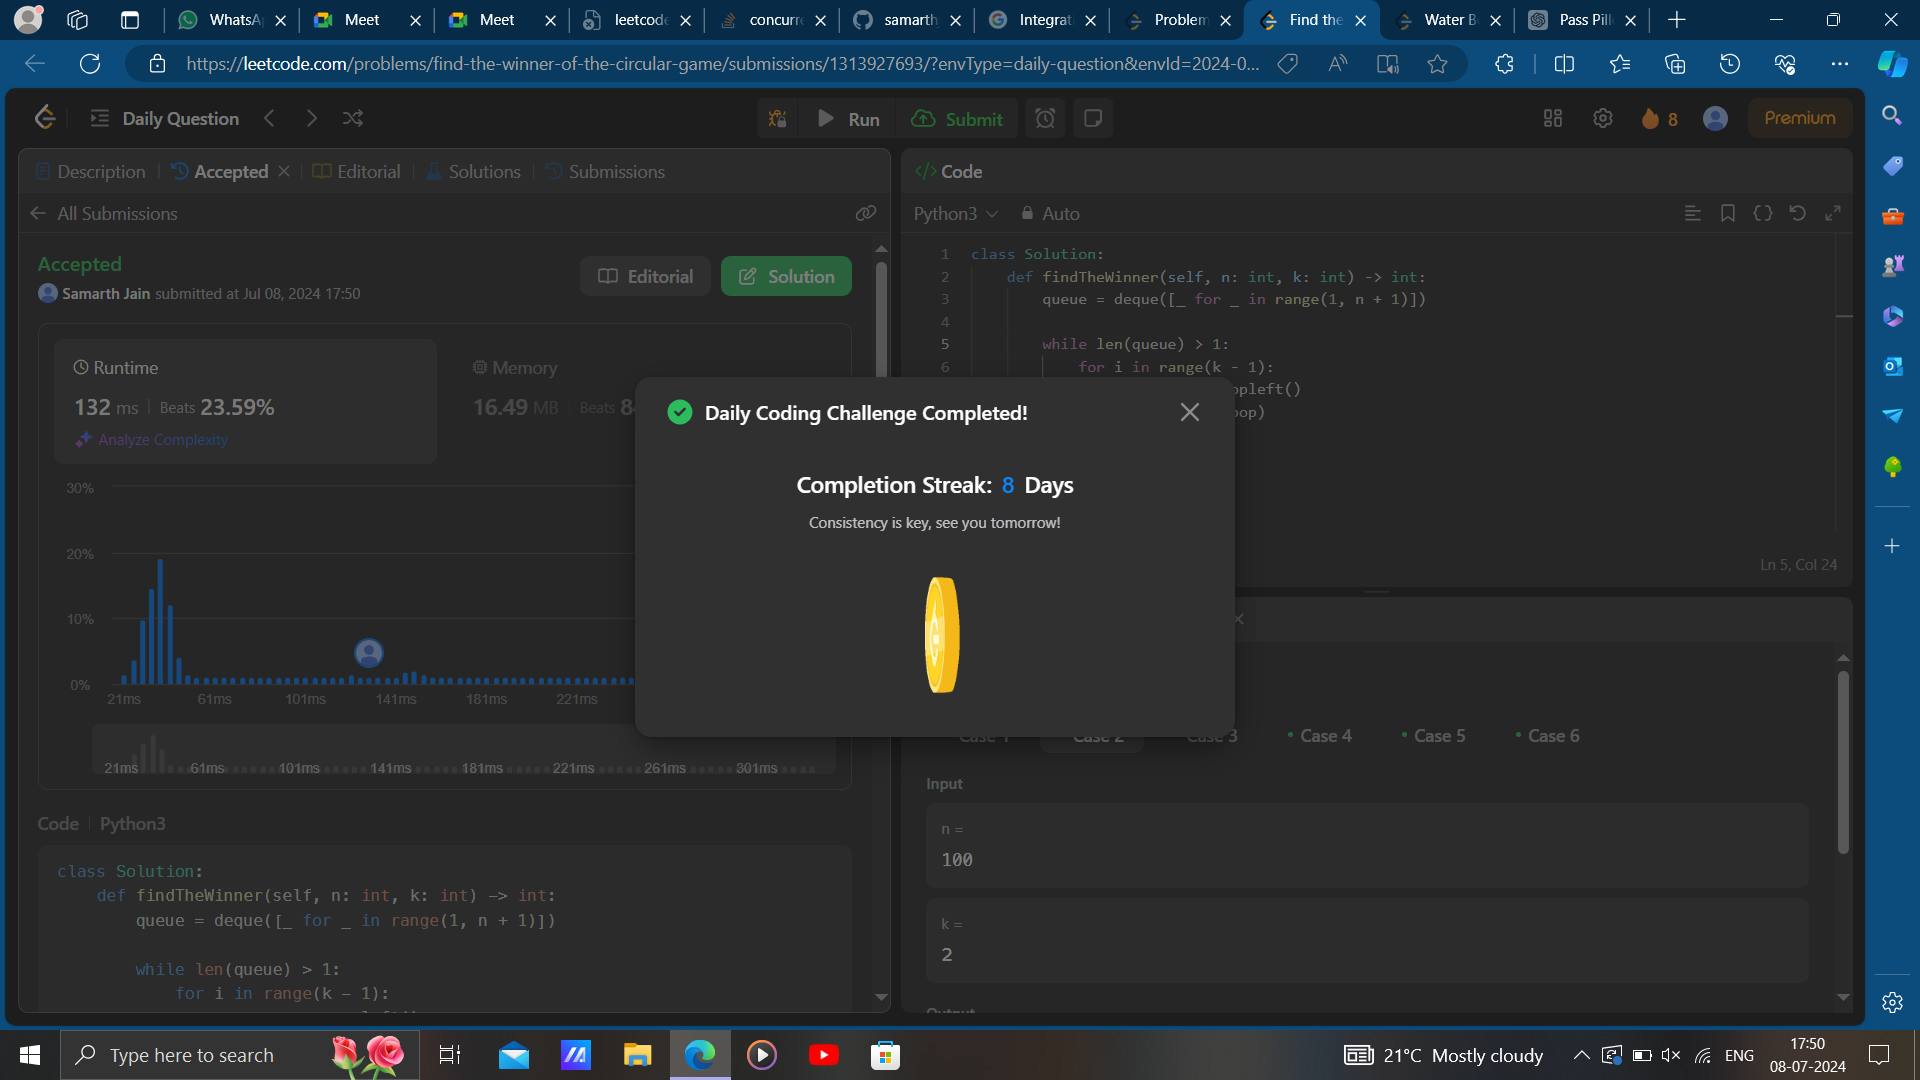 WhatsA
Meet
Meet
leetcod
concurr
samarth
Integrat
Problem
Find the
Water B
Pass Pill
https://leetcode.com/problems/find-the-winner-of-the-circular-game/submissions/1313927693/?envType=daily-question&envId=2024-0...
Daily Question
Run
Submit
8
Premium
Description
Accepted
Editorial
Solutions
Submissions
All Submissions
Accepted
Samarth Jain submitted at Jul 08, 2024 17:50
Editorial
Solution
Runtime
132 ms | Beats 23.59%
Analyze Complexity
Memory
16.49 MB | Beats
30%
20%
10%
0%
21ms 61ms 101ms 141ms 181ms 221ms
21ms 61ms 101ms 141ms 181ms 221ms 261ms 301ms
Code | Python3
class Solution:
def findTheWinner(self, n: int, k: int) -> int:
queue = deque([_ for _ in range(1, n + 1)])
while len(queue) > 1:
for i in range(k - 1):
</> Code
Python3
Auto
1 class Solution:
2 def findTheWinner(self, n: int, k: int) -> int:
3 queue = deque([_ for _ in range(1, n + 1)])
4
5 while len(queue) > 1:
6 for i in range(k - 1):
opleft()
op)
Ln 5, Col 24
Daily Coding Challenge Completed!
Completion Streak: 8 Days
Consistency is key, see you tomorrow!
Case 1
Case 2
Case 3
Case 4
Case 5
Case 6
Input
n =
100
k =
2
Output
Type here to search
21°C Mostly cloudy
ENG
17:50
08-07-2024